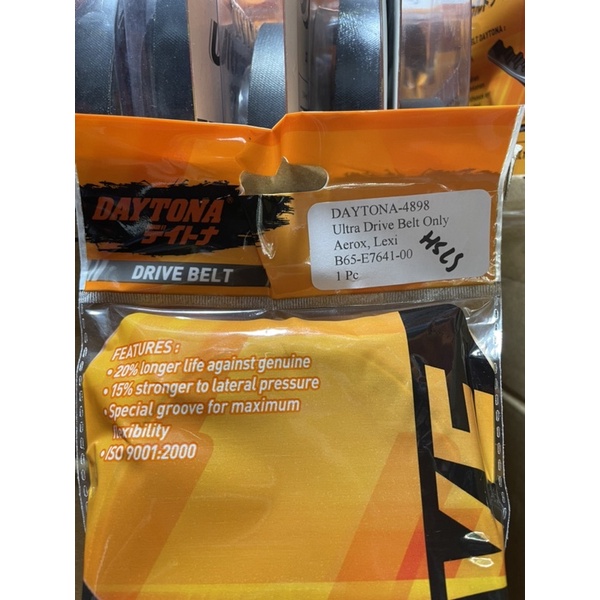 DAYTONA
デイトナ
DRIVE BELT
DAYTONA-4898
Ultra Drive Belt Only
Aerox, Lexi
B65-E7641-00
1 Pc
FEATURES :
• 20% longer life against genuine
• 15% stronger to lateral pressure
• Special groove for maximum
flexibility
• ISO 9001:2000